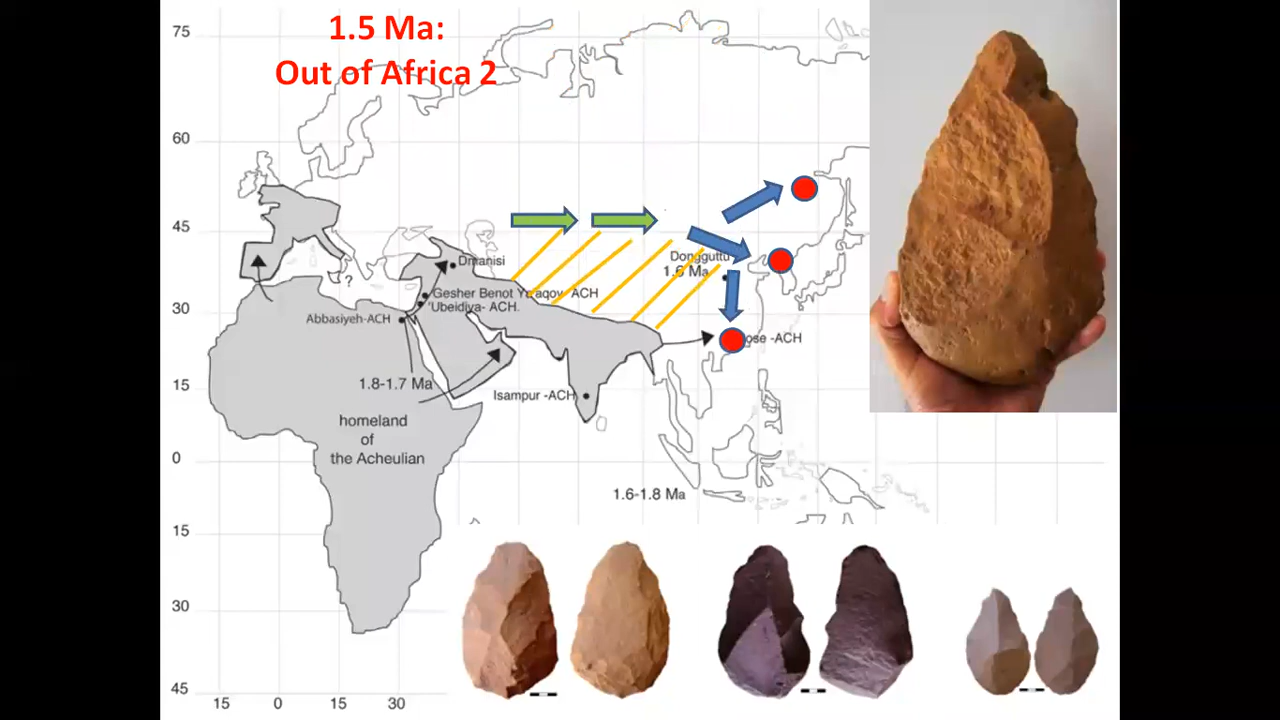 1.5 Ma:
Out of Africa 2
75
60
45
30
15
0
15
30
45
15
0
15
30
Dmanisi
Dongguttu
1.6 Ma
Gesher Benot Ya'aqov- ACH
'Ubeidiya- ACH.
Abbasiyeh-ACH
ose -ACH
1.8-1.7 Ma
Isampur -ACH
homeland
of
the Acheulian
1.6-1.8 Ma
?